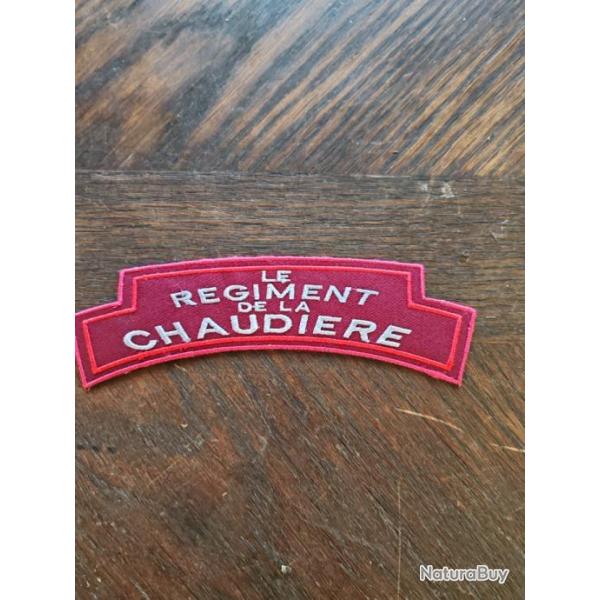 LE
REGIMENT
DE LA
CHAUDIERE
NaturaBuy